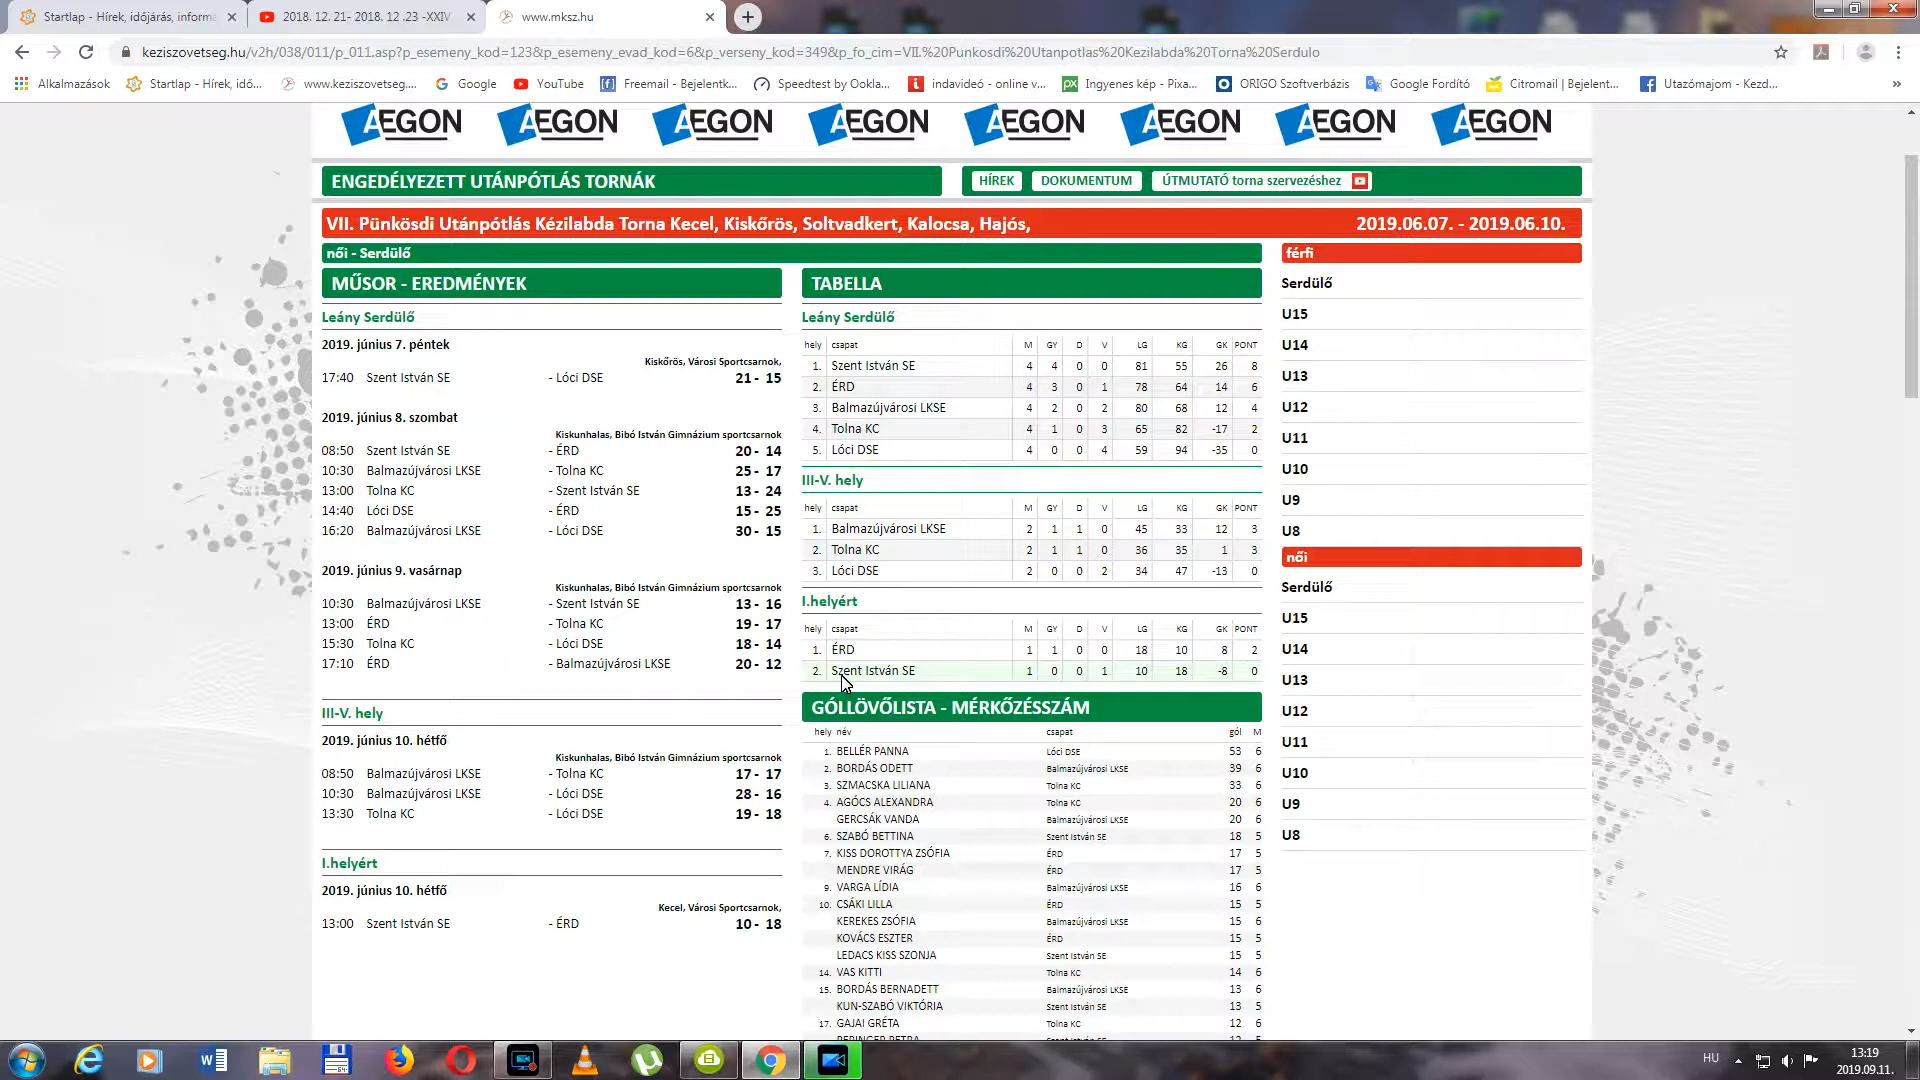 Startlap - Hírek, időjárás, informa
2018. 12. 21- 2018. 12 .23 -XXIV
www.mksz.hu
keziszovetseg.hu/v2h/038/011/p_011.asp?p_esemeny_kod=123&p_esemeny_evad_kod=6&p_verseny_kod=349&p_fo_cim=VII.%20Punkosdi%20Utanpotlas%20Kezilabda%20Torna%20Serdulo
Alkalmazások
Startlap - Hírek, idő...
www.keziszovetseg....
Google
YouTube
Freemail - Bejelentk...
Speedtest by Ookla...
indavideó - online v...
Ingyenes kép - Pixa...
ORIGO Szoftverbázis
Google Fordító
Citromail | Bejelent...
Utazómajom - Kezd...
AEGON AEGON AEGON AEGON AEGON AEGON AEGON AEGON
ENGEDÉLYEZETT UTÁNPÓTLÁS TORNÁK
HÍREK DOKUMENTUM ÚTMUTATÓ torna szervezéshez
VII. Pünkösdi Utánpótlás Kézilabda Torna Kecel, Kiskőrös, Soltvadkert, Kalocsa, Hajós, 2019.06.07. - 2019.06.10.
női - Serdülő
MŰSOR - EREDMÉNYEK
Leány Serdülő
2019. június 7. péntek
Kiskőrös, Városi Sportcsarnok,
17:40 Szent István SE - Lóci DSE 21 - 15
2019. június 8. szombat
Kiskunhalas, Bibó István Gimnázium sportcsarnok
08:50 Szent István SE - ÉRD 20 - 14
10:30 Balmazújvárosi LKSE - Tolna KC 25 - 17
13:00 Tolna KC - Szent István SE 13 - 24
14:40 Lóci DSE - ÉRD 15 - 25
16:20 Balmazújvárosi LKSE - Lóci DSE 30 - 15
2019. június 9. vasárnap
Kiskunhalas, Bibó István Gimnázium sportcsarnok
10:30 Balmazújvárosi LKSE - Szent István SE 13 - 16
13:00 ÉRD - Tolna KC 19 - 17
15:30 Tolna KC - Lóci DSE 18 - 14
17:10 ÉRD - Balmazújvárosi LKSE 20 - 12
III-V. hely
2019. június 10. hétfő
Kiskunhalas, Bibó István Gimnázium sportcsarnok
08:50 Balmazújvárosi LKSE - Tolna KC 17 - 17
10:30 Balmazújvárosi LKSE - Lóci DSE 28 - 16
13:30 Tolna KC - Lóci DSE 19 - 18
I.helyért
2019. június 10. hétfő
Kecel, Városi Sportcsarnok,
13:00 Szent István SE - ÉRD 10 - 18
TABELLA
Leány Serdülő
hely csapat M GY D V LG KG GK PONT
1. Szent István SE 4 4 0 0 81 55 26 8
2. ÉRD 4 3 0 1 78 64 14 6
3. Balmazújvárosi LKSE 4 2 0 2 80 68 12 4
4. Tolna KC 4 1 0 3 65 82 -17 2
5. Lóci DSE 4 0 0 4 59 94 -35 0
III-V. hely
hely csapat M GY D V LG KG GK PONT
1. Balmazújvárosi LKSE 2 1 1 0 45 33 12 3
2. Tolna KC 2 1 1 0 36 35 1 3
3. Lóci DSE 2 0 0 2 34 47 -13 0
I.helyért
hely csapat M GY D V LG KG GK PONT
1. ÉRD 1 1 0 0 18 10 8 2
2. Szent István SE 1 0 0 1 10 18 -8 0
GÓLLÖVŐLISTA - MÉRKŐZÉSSZÁM
hely név csapat gól M
1. BELLÉR PANNA Lóci DSE 53 6
2. BORDÁS ODETT Balmazújvárosi LKSE 39 6
3. SZMACSKA LILIANA Tolna KC 33 6
4. AGÓCS ALEXANDRA Tolna KC 20 6
GERCSÁK VANDA Balmazújvárosi LKSE 20 6
6. SZABÓ BETTINA Szent István SE 18 5
7. KISS DOROTTYA ZSÓFIA ÉRD 17 5
MENDRE VIRÁG ÉRD 17 5
9. VARGA LÍDIA Balmazújvárosi LKSE 16 6
10. CSÁKI LILLA ÉRD 15 5
KEREKES ZSÓFIA Balmazújvárosi LKSE 15 6
KOVÁCS ESZTER ÉRD 15 5
LEDACS KISS SZONJA Szent István SE 15 5
14. VAS KITTI Tolna KC 14 6
15. BORDÁS BERNADETT Balmazújvárosi LKSE 13 6
KUN-SZABÓ VIKTÓRIA Szent István SE 13 5
17. GAJAI GRÉTA Tolna KC 12 6
férfi
Serdülő
U15
U14
U13
U12
U11
U10
U9
U8
női
Serdülő
U15
U14
U13
U12
U11
U10
U9
U8
HU
13:19
2019.09.11.